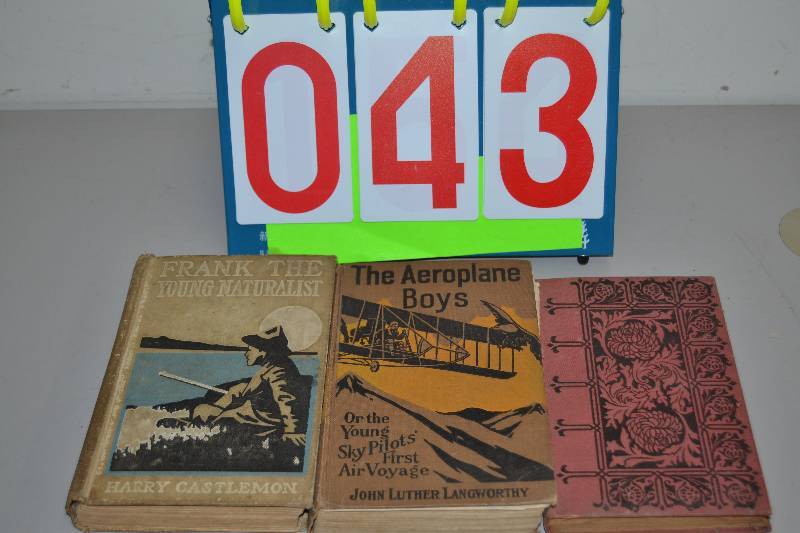 043
FRANK THE
YOUNG NATURALIST
HARRY CASTLEMON
The Aeroplane
Boys
Or the
Young
Sky Pilots'
First
Air Voyage
JOHN LUTHER LANGWORTHY